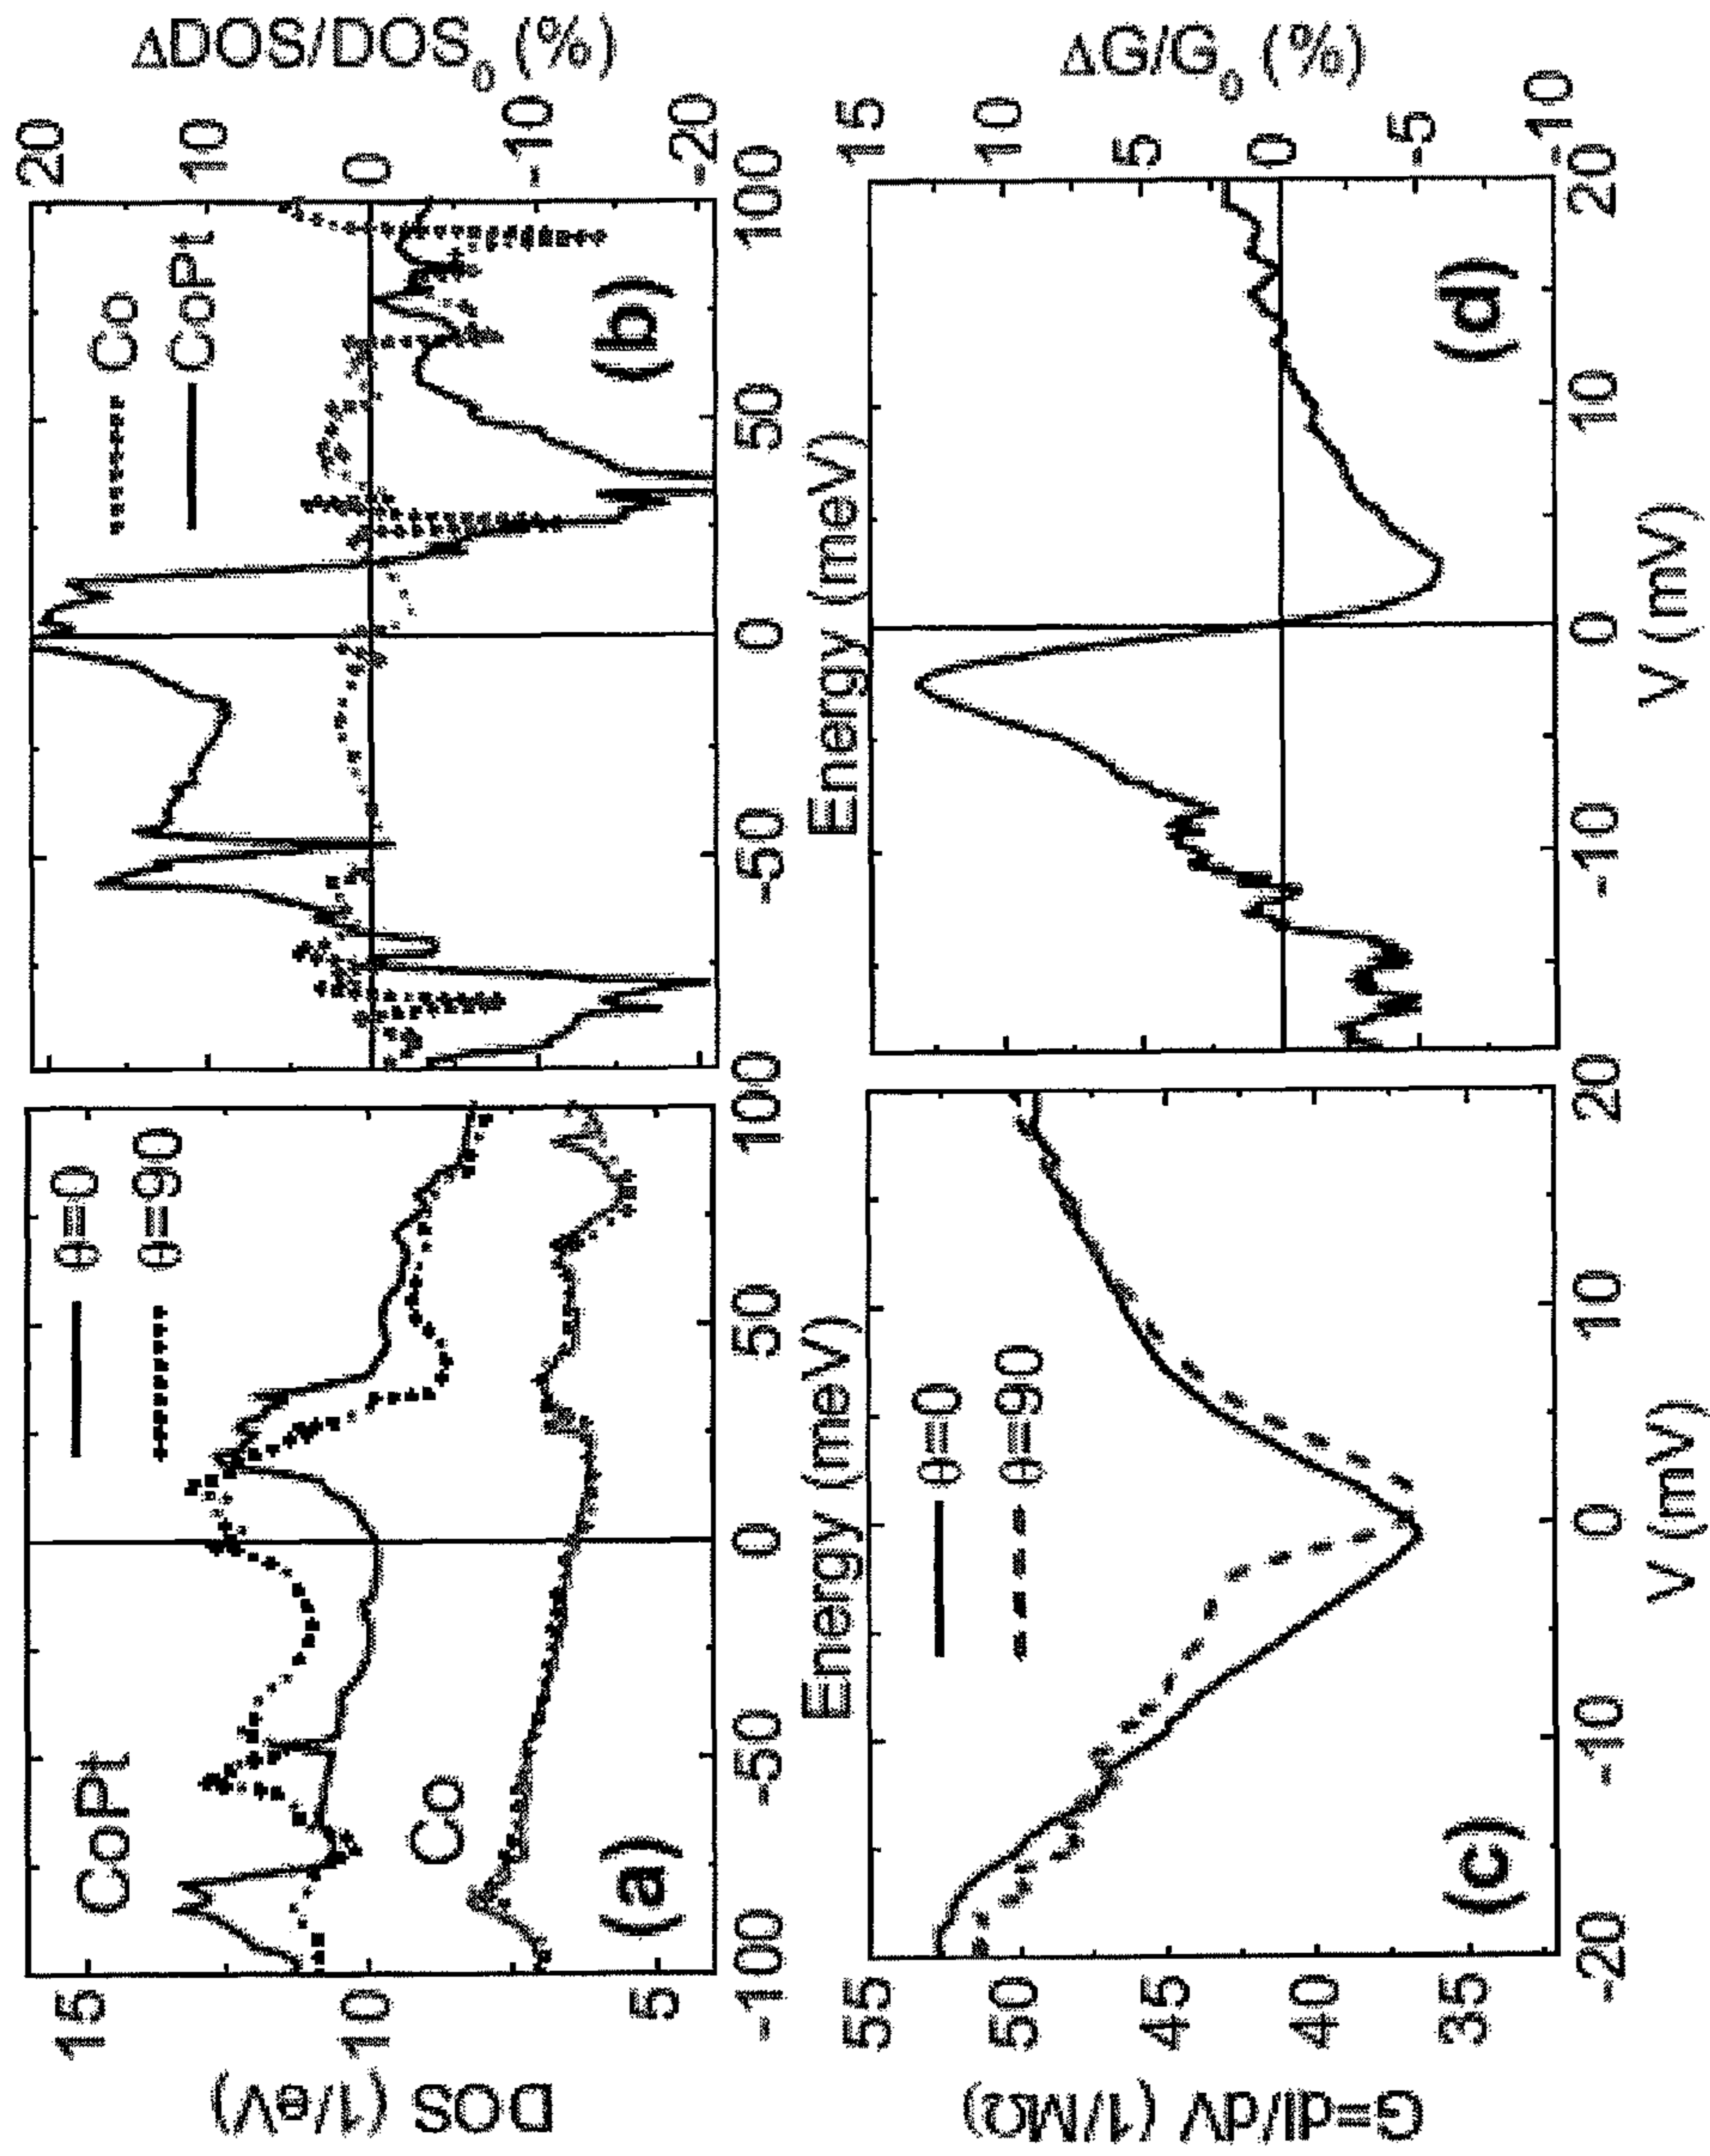 CoPt
θ=0
θ=90
Co
(a)
15
10
5
DOS (1/eV)
-100
-50
0
50
100
Energy (meV)
Co
CoPt
(b)
20
10
0
-10
-20
ΔDOS/DOS0 (%)
-50
0
50
100
Energy (meV)
θ=0
θ=90
(c)
55
50
45
40
35
G=dI/dV (1/MΩ)
-20
-10
0
10
20
V (mV)
(d)
15
10
5
0
-5
-10
ΔG/G0 (%)
-10
0
10
20
V (mV)